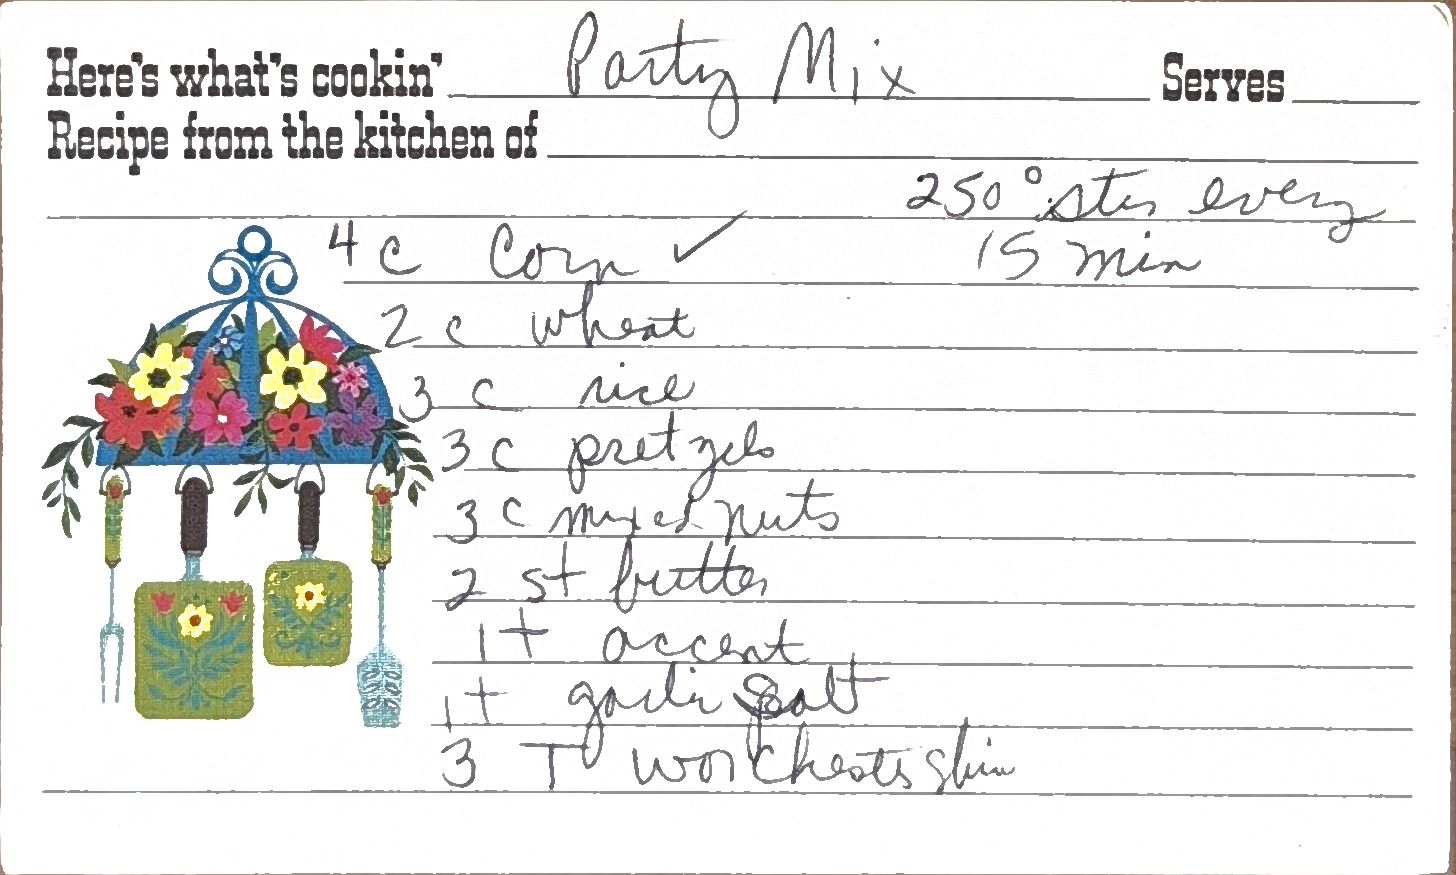 Here's what's cookin' Party Mix Serves
Recipe from the kitchen of
250° stir every
4 c Corn ✓ 15 min
2 c wheat
3 c rice
3 c pretzels
3 c mixed nuts
2 st butter
1 t accent
1 t garlic salt
3 T worchestshire